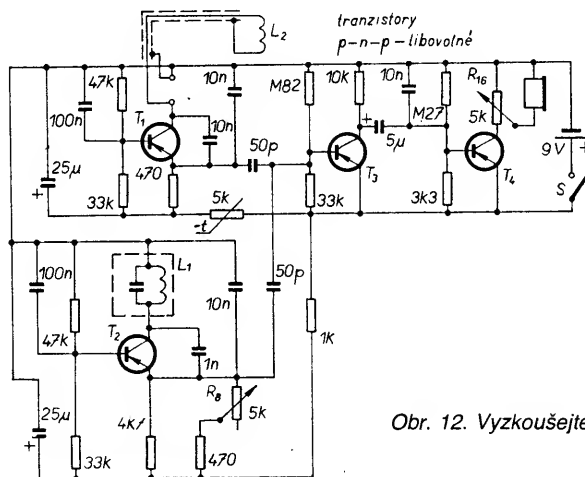 tranzistory
p-n-p-libovolné
L₂
47k
10n
M82
10k
10n
R₁₆
100n
T₁
10n
M27
5k
50p
5µ
9V
25µ
+
33k
470
5k
-t
33k
T₃
3k3
T₄
S
100n
L₁
10n
50p
47k
T₂
1n
1k
R₈
5k
25µ
+
33k
470
Obr. 12. Vyzkoušejte